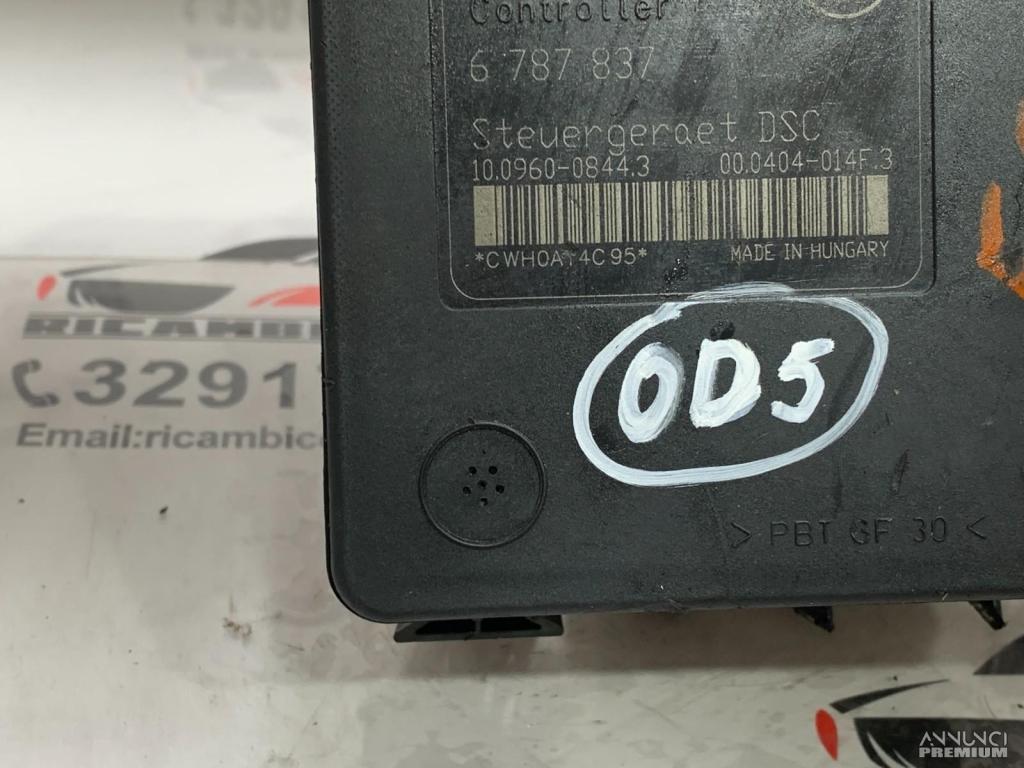 Controller
6 787 837
Steuergeraet DSC
10.0960-0844.3 00.0404-014F.3
MADE IN HUNGARY
0D5
> PBT GF 30 <
RICAMBI
3291
Email:ricambic
ANNUNCI
PREMIUM